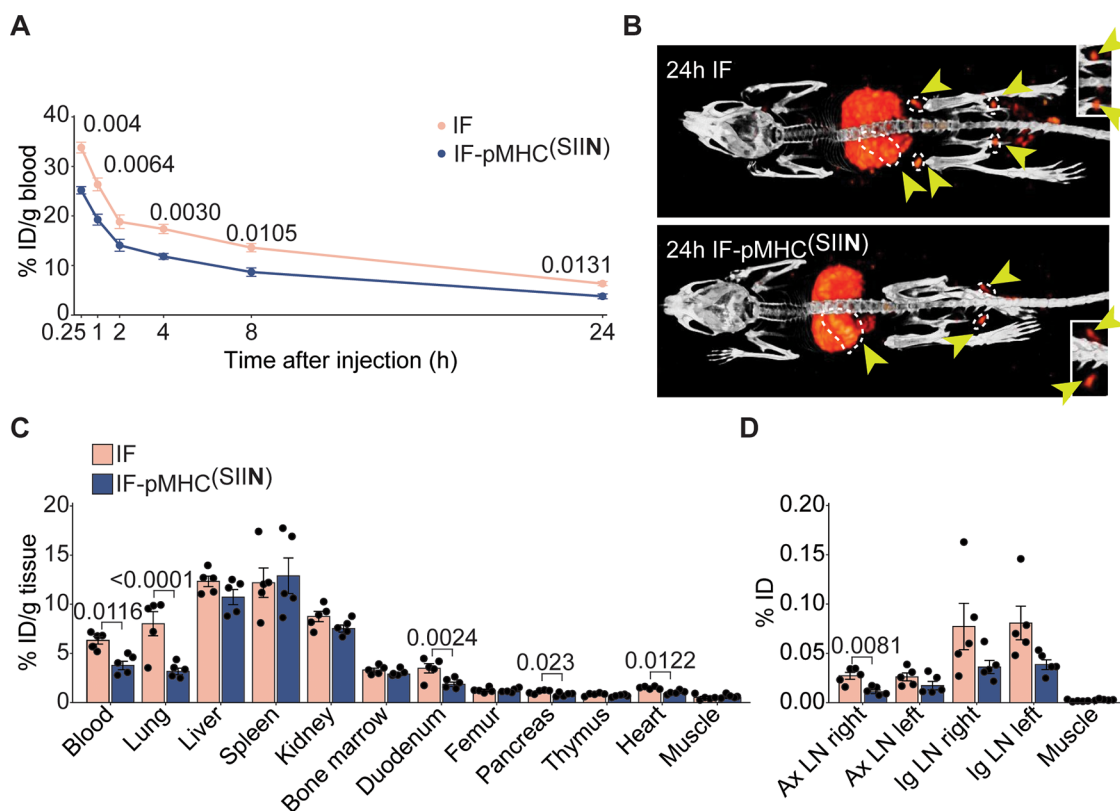 A
% ID/g blood
40
30
20
10
0
0.004
0.0064
0.0030
0.0105
0.0131
IF
IF-pMHC(SIIN)
0.25 1 2 4 8 24
Time after injection (h)
B
24h IF
24h IF-pMHC(SIIN)
C
IF
IF-pMHC(SIIN)
% ID/g tissue
20
15
10
5
0
0.0116
<0.0001
0.0024
0.023
0.0122
Blood
Lung
Liver
Spleen
Kidney
Bone marrow
Duodenum
Femur
Pancreas
Thymus
Heart
Muscle
D
% ID
0.20
0.15
0.10
0.05
0.00
0.0081
Ax LN right
Ax LN left
Ig LN right
Ig LN left
Muscle